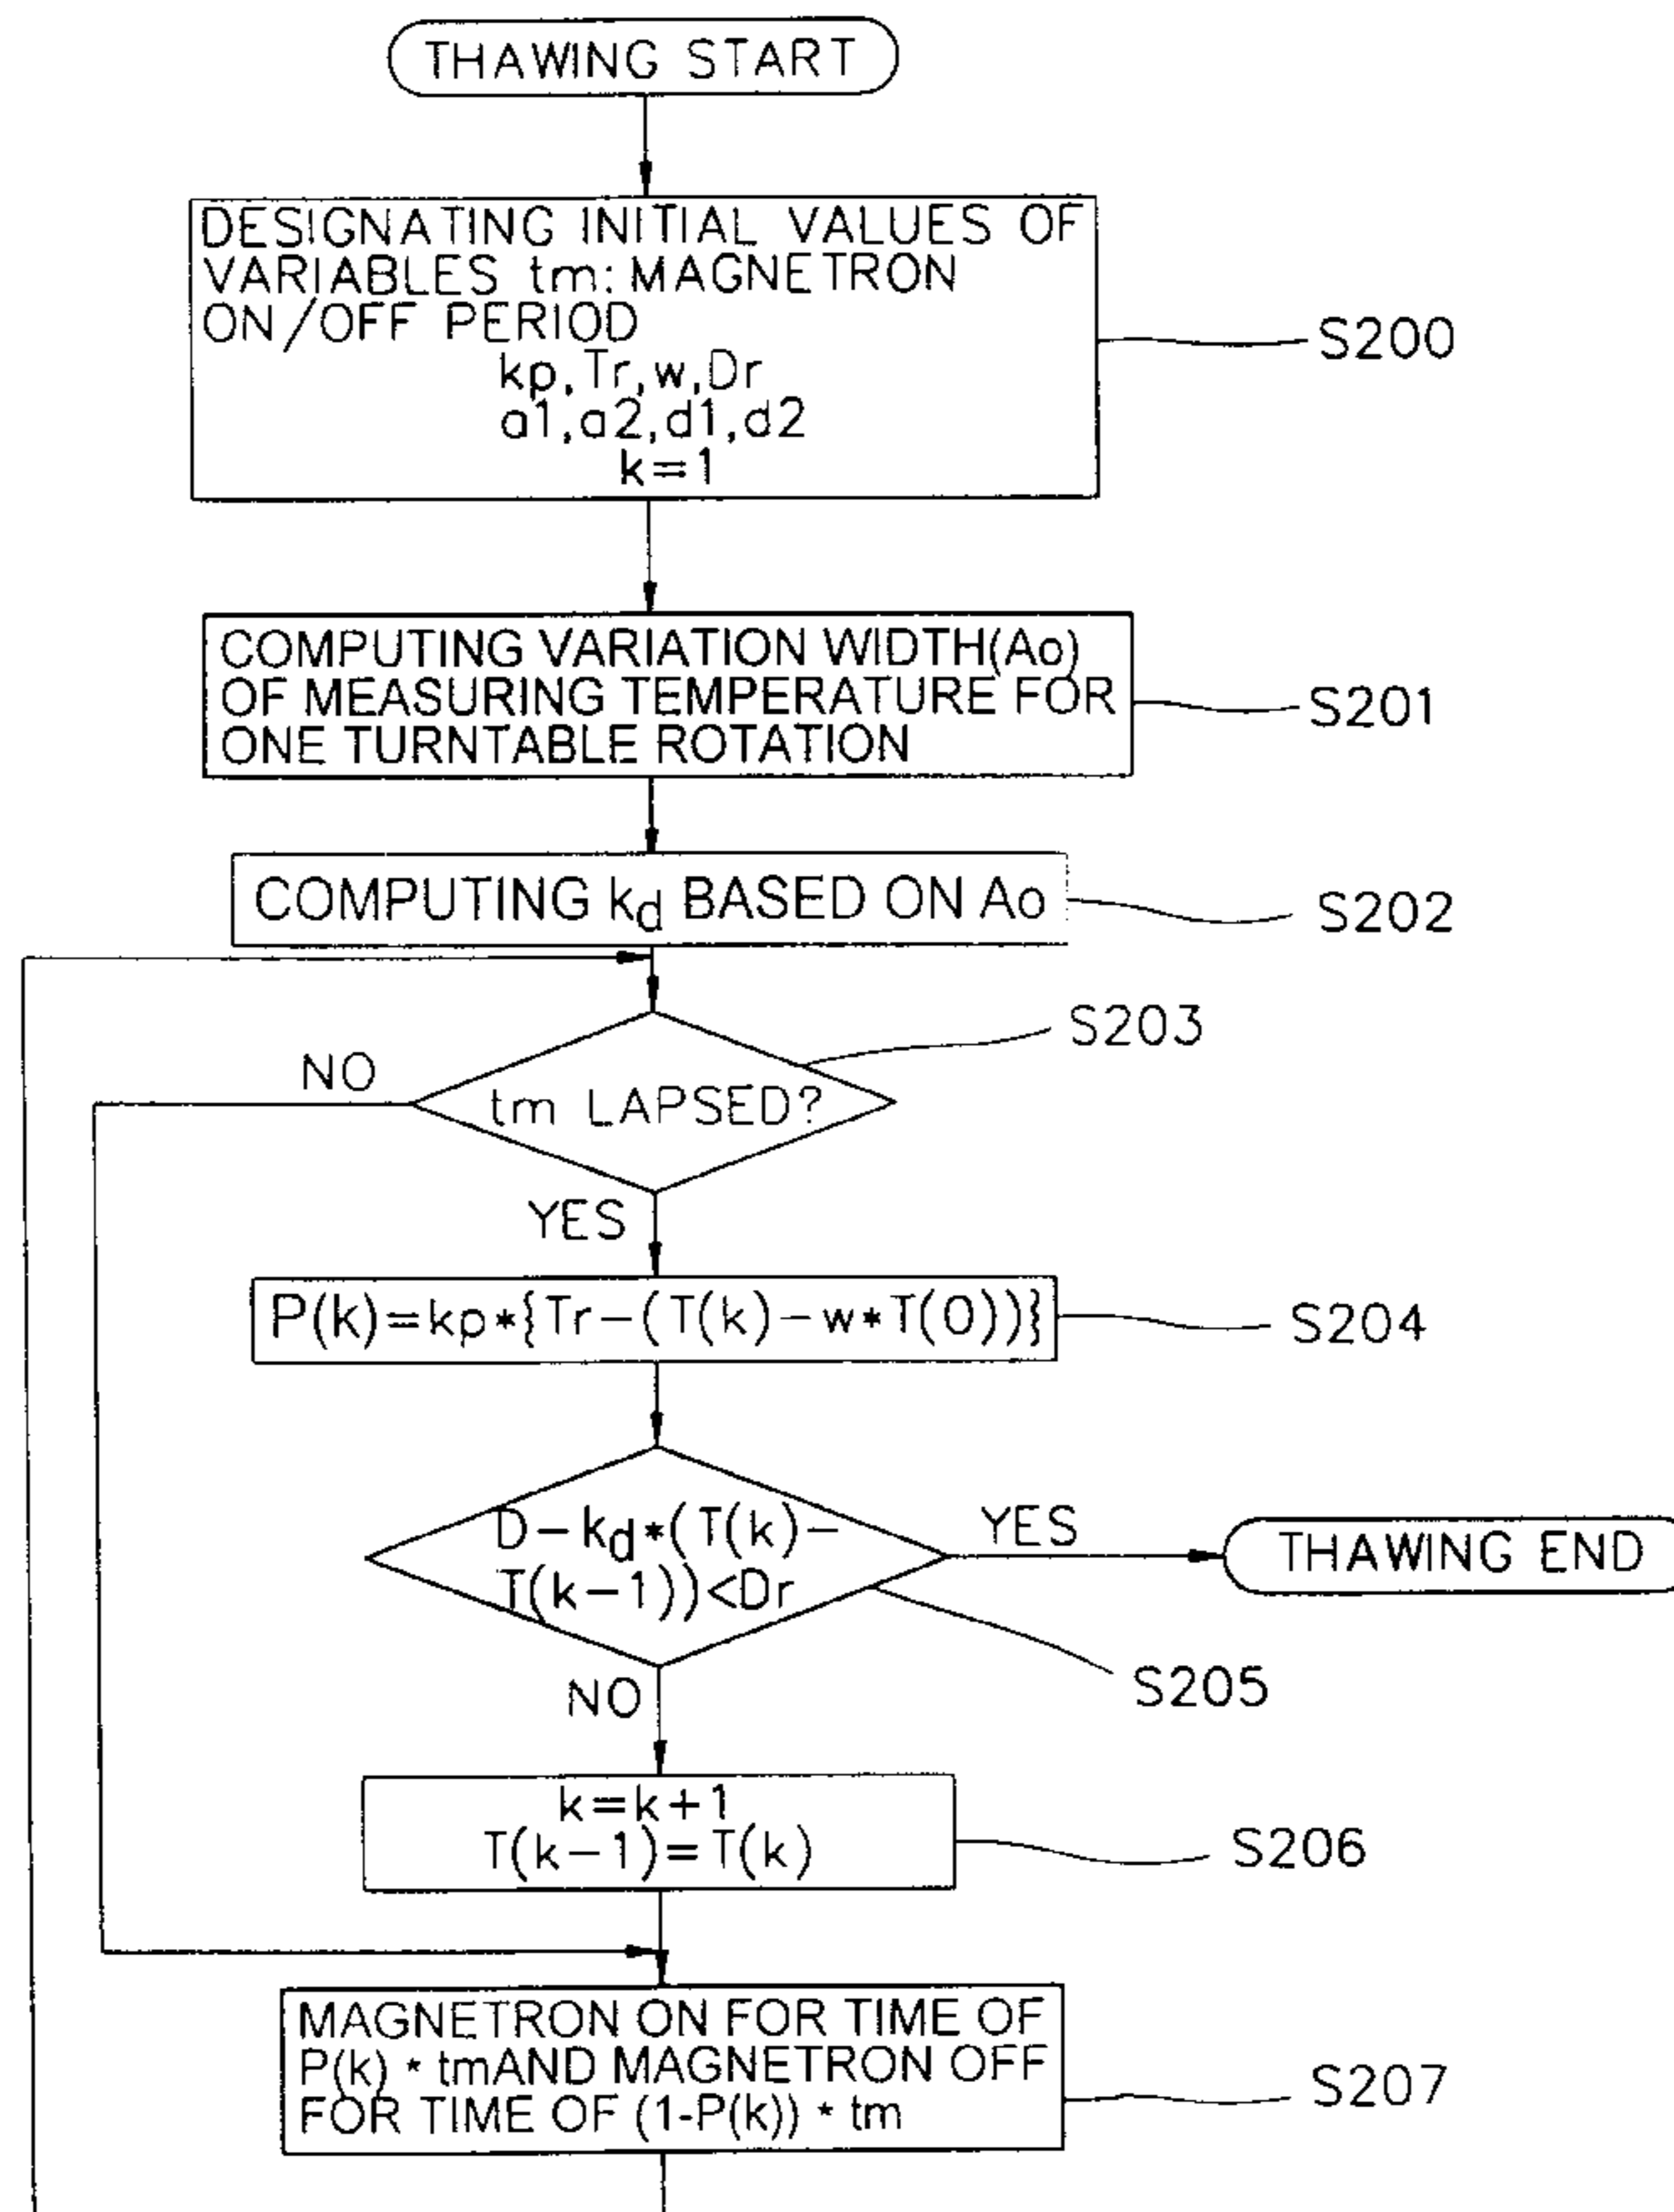 THAWING START
DESIGNATING INITIAL VALUES OF
VARIABLES tm: MAGNETRON
ON/OFF PERIOD
kp, Tr, w, Dr
a1, a2, d1, d2
k=1
S200
COMPUTING VARIATION WIDTH(Ao)
OF MEASURING TEMPERATURE FOR
ONE TURNTABLE ROTATION
S201
COMPUTING kd BASED ON Ao
S202
S203
NO
tm LAPSED?
YES
P(k)=kp*{Tr-(T(k)-w*T(0))}
S204
D-kd*(T(k)-
T(k-1))<Dr
YES
THAWING END
S205
NO
k=k+1
T(k-1)=T(k)
S206
MAGNETRON ON FOR TIME OF
P(k) * tmAND MAGNETRON OFF
FOR TIME OF (1-P(k)) * tm
S207